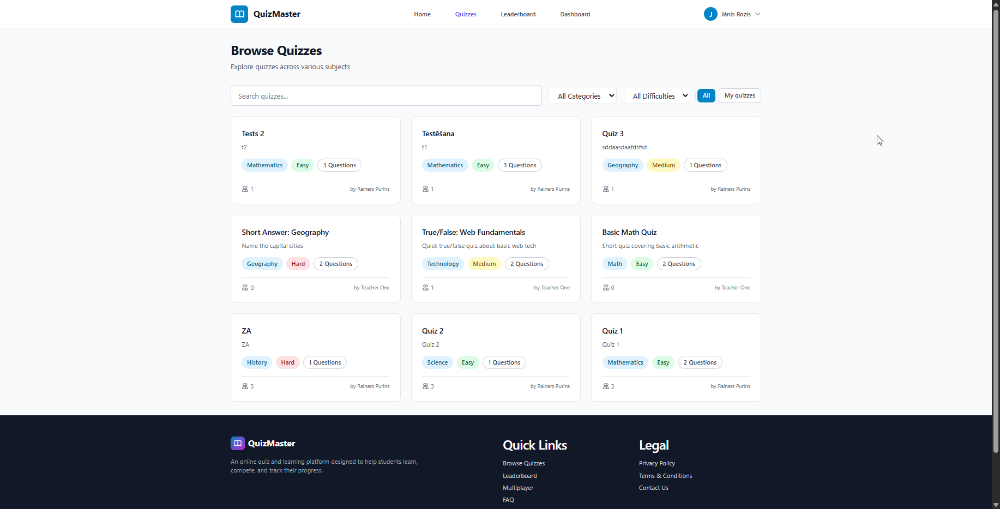 QuizMaster
Home
Quizzes
Leaderboard
Dashboard
J
Jānis Rozis
Browse Quizzes
Explore quizzes across various subjects
Search quizzes...
All Categories
All Difficulties
All
My quizzes
Tests 2
t2
Mathematics
Easy
3 Questions
1
by Rainers Purins
Testēšana
t1
Mathematics
Easy
3 Questions
1
by Rainers Purins
Quiz 3
sddaasdaafdsfsd
Geography
Medium
1 Questions
1
by Rainers Purins
Short Answer: Geography
Name the capital cities
Geography
Hard
2 Questions
0
by Teacher One
True/False: Web Fundamentals
Quick true/false quiz about basic web tech
Technology
Medium
2 Questions
1
by Teacher One
Basic Math Quiz
Short quiz covering basic arithmetic
Math
Easy
2 Questions
0
by Teacher One
ZA
ZA
History
Hard
1 Questions
5
by Rainers Purins
Quiz 2
Quiz 2
Science
Easy
1 Questions
3
by Rainers Purins
Quiz 1
Quiz 1
Mathematics
Easy
2 Questions
3
by Rainers Purins
QuizMaster
An online quiz and learning platform designed to help students learn,
compete, and track their progress.
Quick Links
Browse Quizzes
Leaderboard
Multiplayer
FAQ
Legal
Privacy Policy
Terms & Conditions
Contact Us